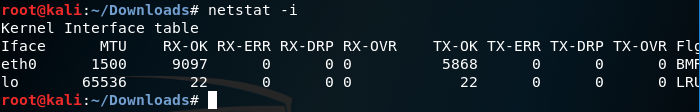 root@kali:~/Downloads# netstat -i
Kernel Interface table
Iface      MTU    RX-OK RX-ERR RX-DRP RX-OVR    TX-OK TX-ERR TX-DRP TX-OVR Flg
eth0      1500     9097      0      0 0          5868      0      0      0 BMR
lo       65536       22      0      0 0            22      0      0      0 LRU
root@kali:~/Downloads#